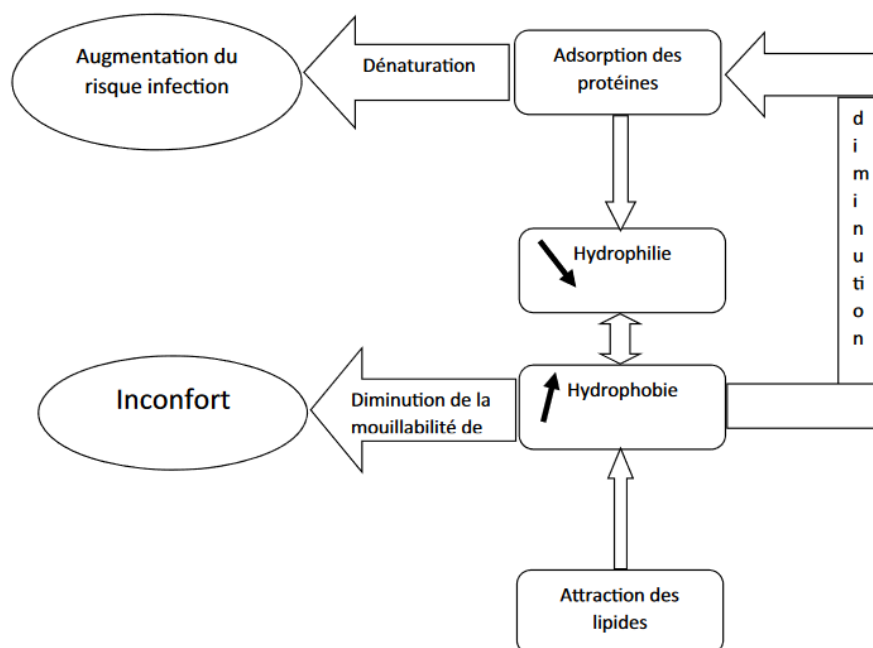 Augmentation du
risque infection
Dénaturation
Adsorption des
protéines
diminution
Hydrophilie
Inconfort
Diminution de la
mouillabilité de
Hydrophobie
Attraction des
lipides